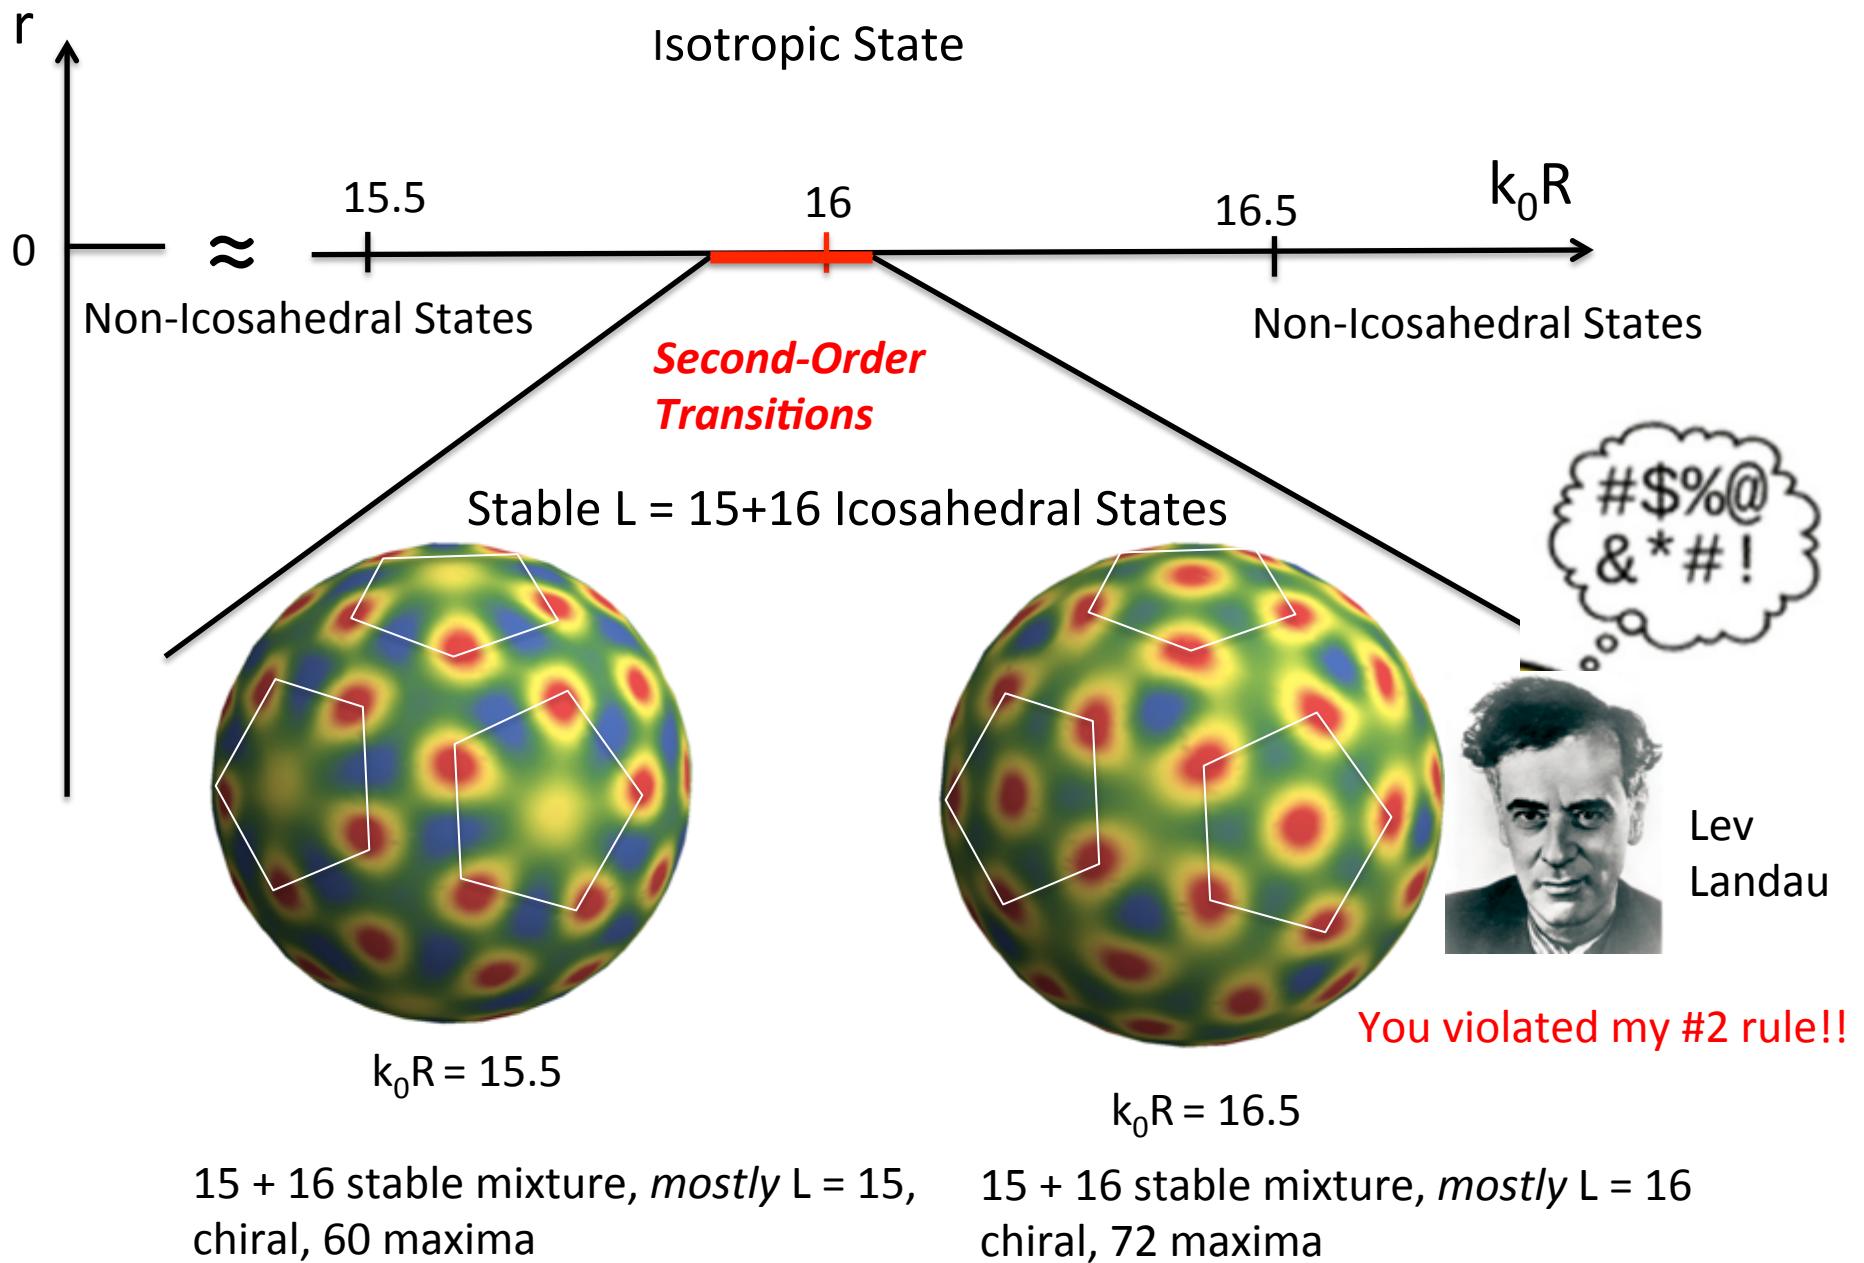 r
Isotropic State
15.5
16
16.5
k₀R
0
≈
Non-Icosahedral States
Non-Icosahedral States
Second-Order
Transitions
#$%@
&*#!
Stable L = 15+16 Icosahedral States
Lev
Landau
You violated my #2 rule!!
k₀R = 15.5
k₀R = 16.5
15 + 16 stable mixture, mostly L = 15,
chiral, 60 maxima
15 + 16 stable mixture, mostly L = 16
chiral, 72 maxima